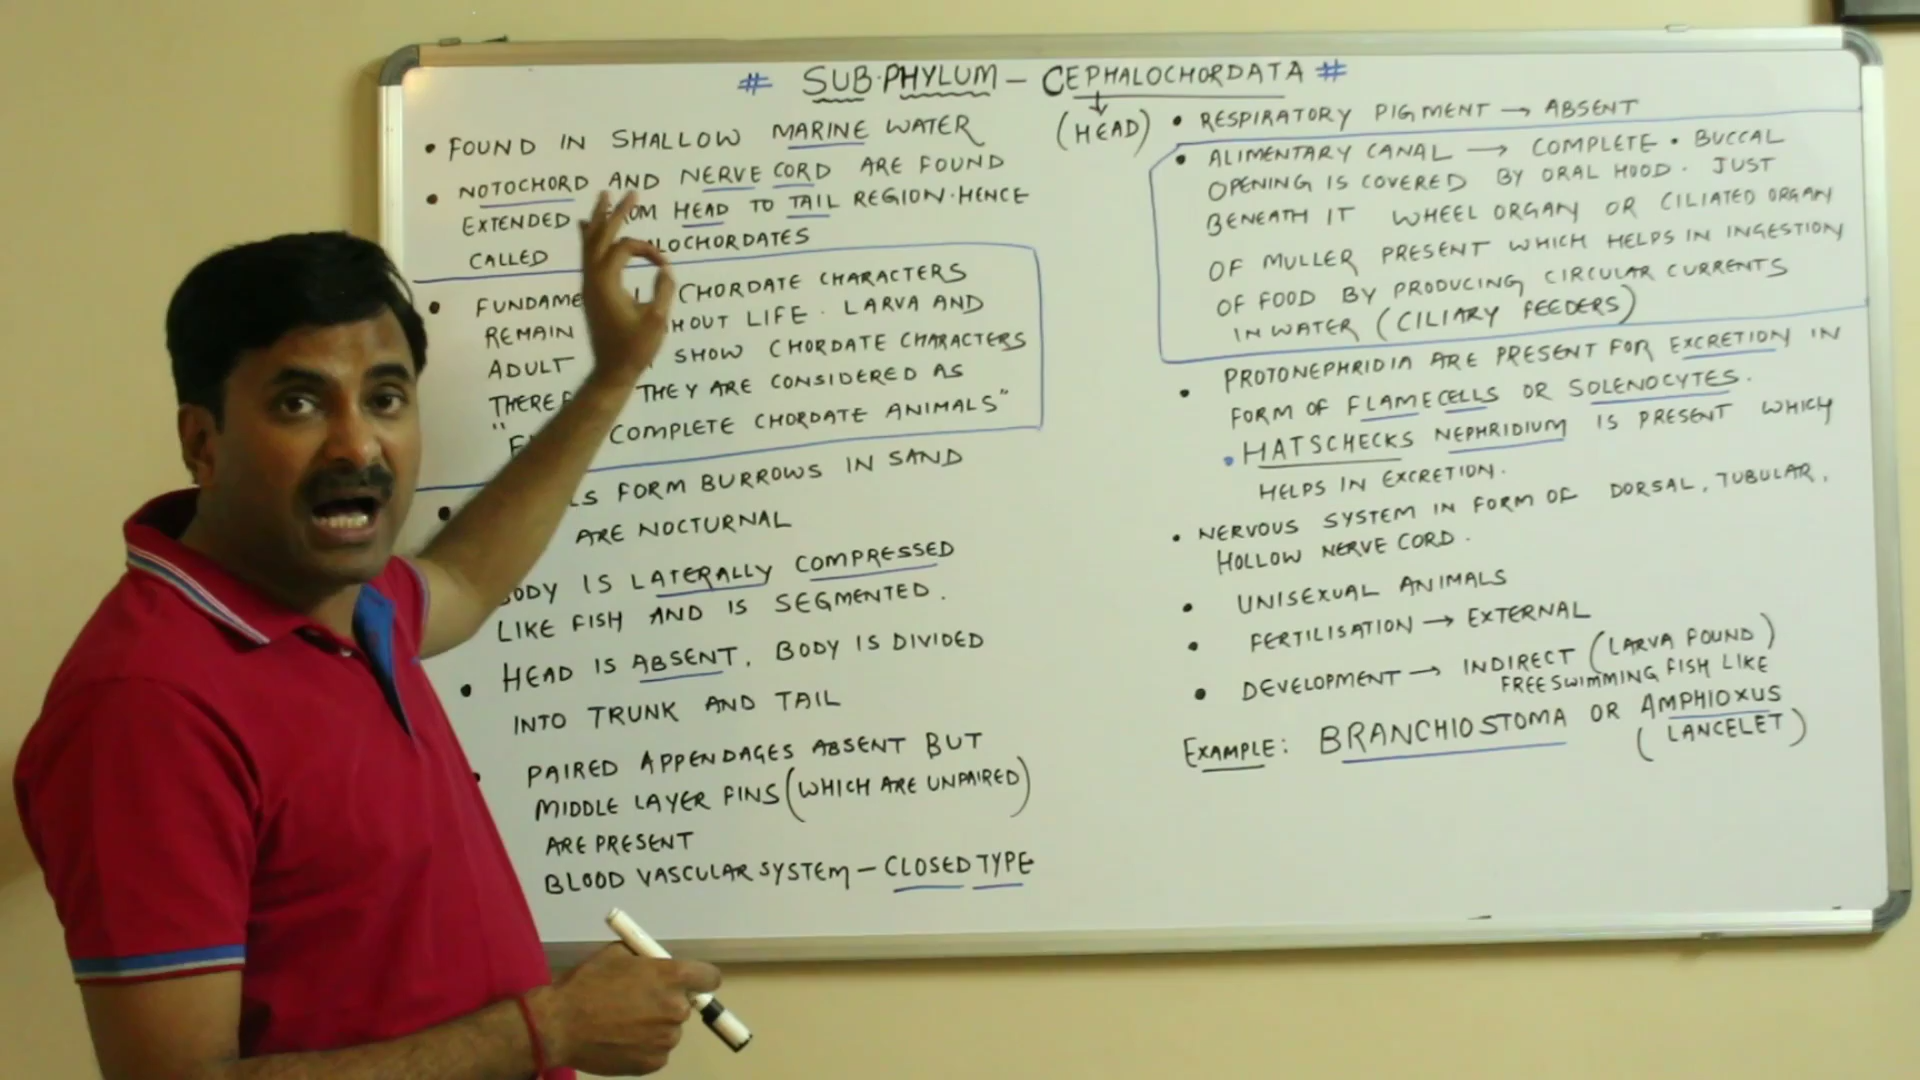 # SUB-PHYLUM - CEPHALOCHORDATA #
(HEAD)
• FOUND IN SHALLOW MARINE WATER
• NOTOCHORD AND NERVE CORD ARE FOUND
EXTENDED FROM HEAD TO TAIL REGION. HENCE
CALLED LOCHORDATES
• FUNDAME CHORDATE CHARACTERS
REMAIN HOUT LIFE. LARVA AND
ADULT SHOW CHORDATE CHARACTERS
THEREF THEY ARE CONSIDERED AS
" COMPLETE CHORDATE ANIMALS"
• LS FORM BURROWS IN SAND
ARE NOCTURNAL
BODY IS LATERALLY COMPRESSED
LIKE FISH AND IS SEGMENTED.
• HEAD IS ABSENT. BODY IS DIVIDED
INTO TRUNK AND TAIL
• PAIRED APPENDAGES ABSENT BUT
MIDDLE LAYER FINS (WHICH ARE UNPAIRED)
ARE PRESENT
BLOOD VASCULAR SYSTEM - CLOSED TYPE
• RESPIRATORY PIGMENT → ABSENT
• ALIMENTARY CANAL → COMPLETE • BUCCAL
OPENING IS COVERED BY ORAL HOOD. JUST
BENEATH IT WHEEL ORGAN OR CILIATED ORGAN
OF MULLER PRESENT WHICH HELPS IN INGESTION
OF FOOD BY PRODUCING CIRCULAR CURRENTS
IN WATER (CILIARY FEEDERS)
• PROTONEPHRIDIA ARE PRESENT FOR EXCRETION IN
FORM OF FLAMECELLS OR SOLENOCYTES.
• HATSCHECKS NEPHRIDIUM IS PRESENT WHICH
HELPS IN EXCRETION.
• NERVOUS SYSTEM IN FORM OF DORSAL, TUBULAR,
HOLLOW NERVE CORD.
• UNISEXUAL ANIMALS
• FERTILISATION → EXTERNAL
• DEVELOPMENT → INDIRECT (LARVA FOUND)
FREESWIMMING FISH LIKE
EXAMPLE: BRANCHIOSTOMA OR AMPHIOXUS
(LANCELET)